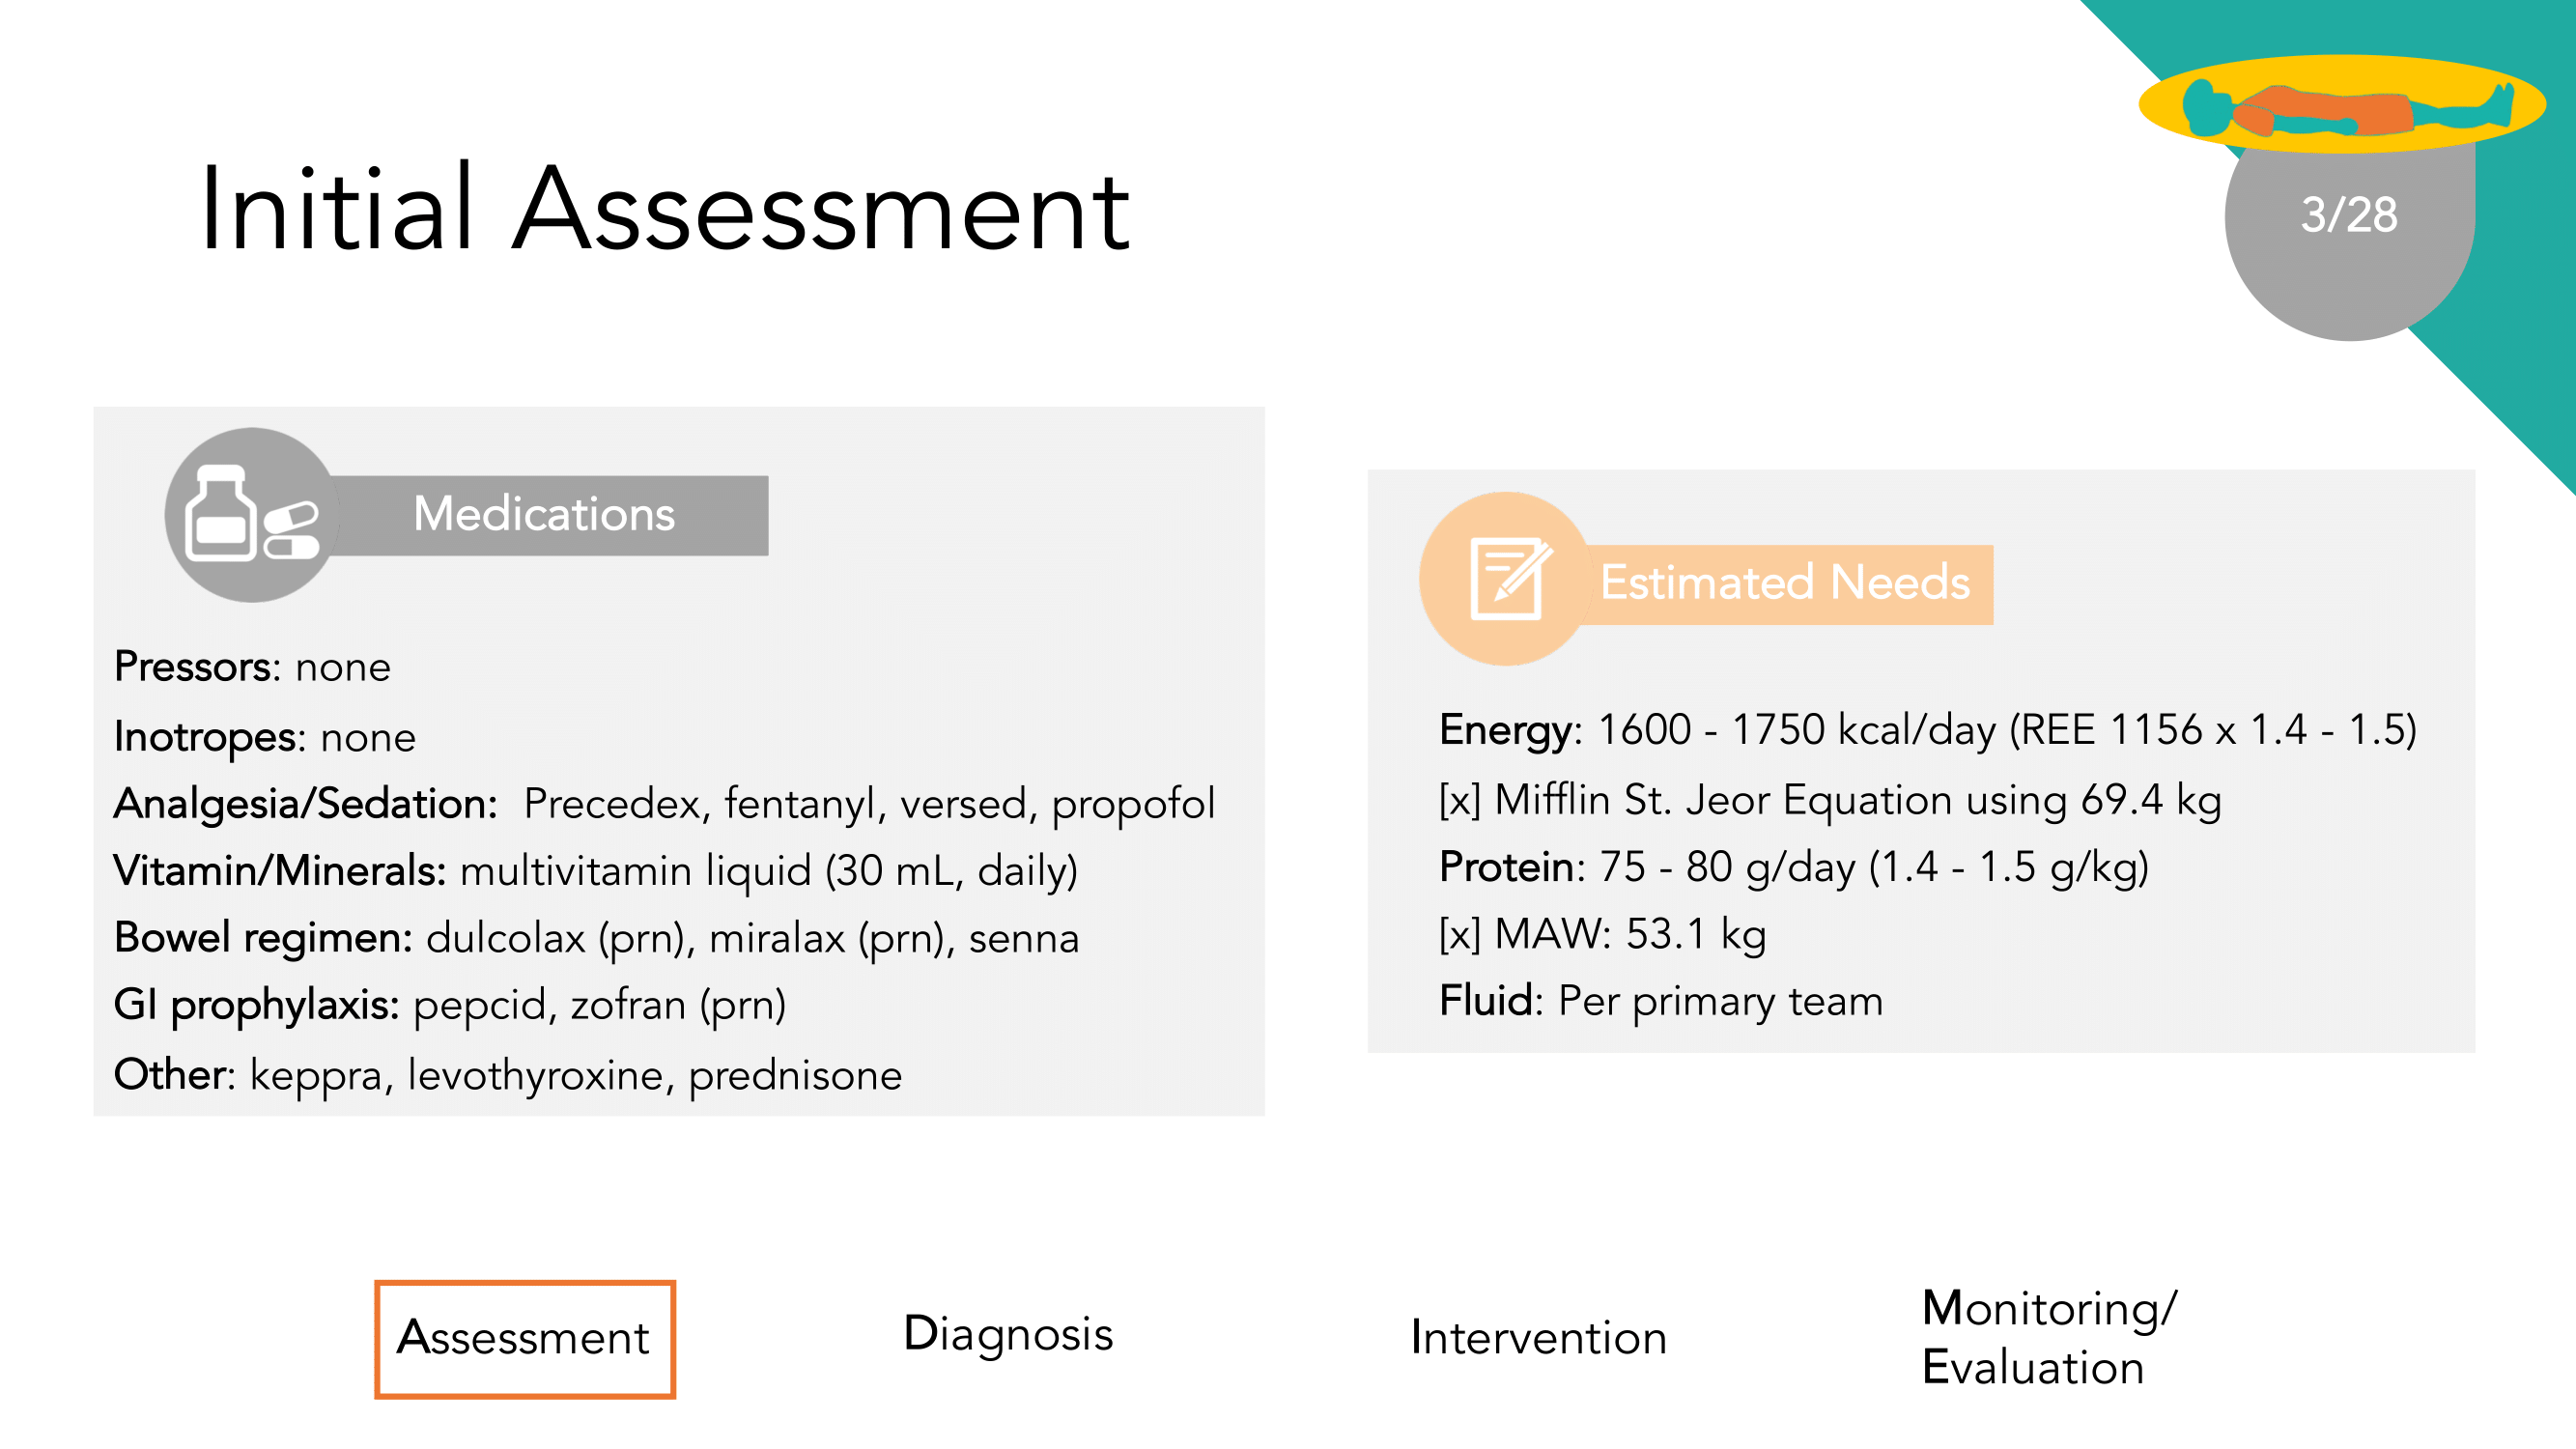 Initial Assessment
3/28
Medications
Pressors: none
Inotropes: none
Analgesia/Sedation: Precedex, fentanyl, versed, propofol
Vitamin/Minerals: multivitamin liquid (30 mL, daily)
Bowel regimen: dulcolax (prn), miralax (prn), senna
GI prophylaxis: pepcid, zofran (prn)
Other: keppra, levothyroxine, prednisone
Estimated Needs
Energy: 1600 - 1750 kcal/day (REE 1156 x 1.4 - 1.5)
[x] Mifflin St. Jeor Equation using 69.4 kg
Protein: 75 - 80 g/day (1.4 - 1.5 g/kg)
[x] MAW: 53.1 kg
Fluid: Per primary team
Assessment
Diagnosis
Intervention
Monitoring/
Evaluation